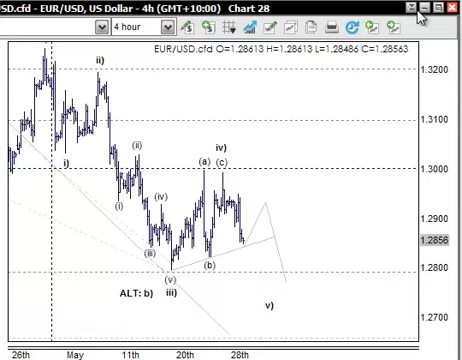 SD.cfd - EUR/USD, US Dollar - 4h (GMT+10:00) Chart 28
4 hour
EUR/USD.cfd O=1.28613 H=1.28613 L=1.28486 C=1.28563
ii)
1.3200
1.3100
(ii)
iv)
i)
(a) (c)
1.3000
(iv)
(i)
1.2900
(iii)
1.2856
(b)
(v)
1.2800
ALT: b) iii)
v)
1.2700
26th May 11th 20th 28th